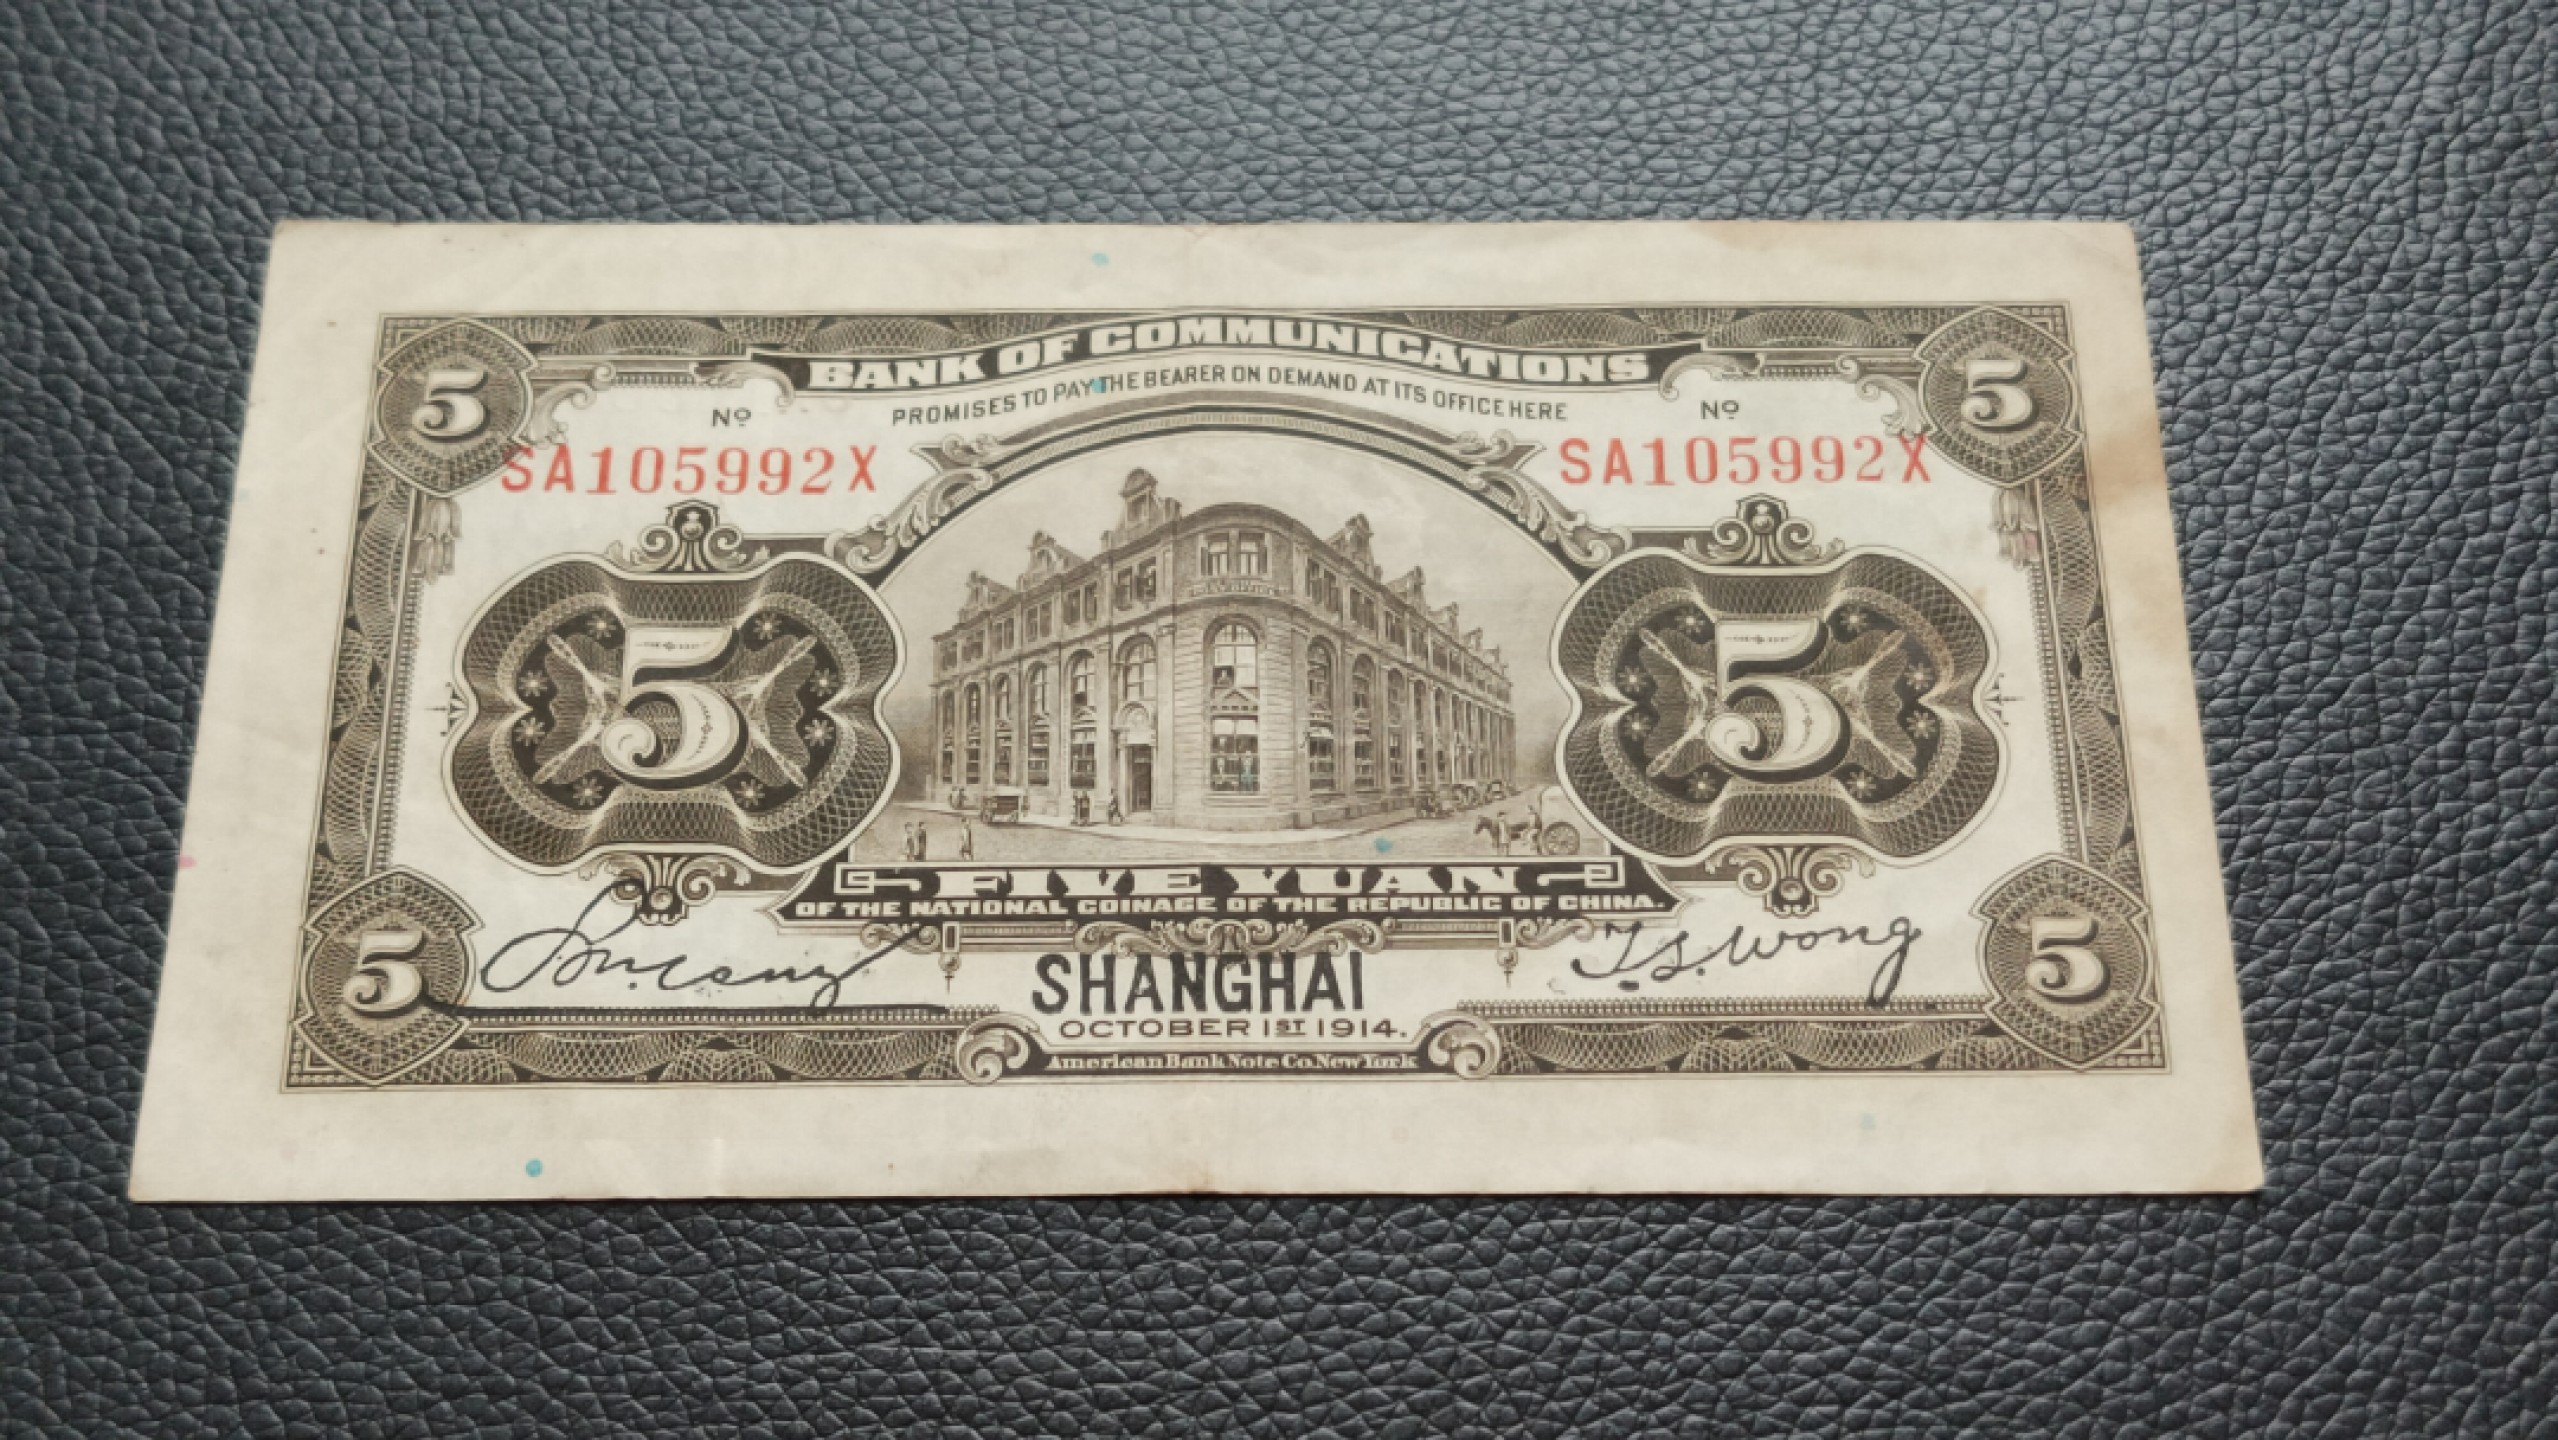 BANK OF COMMUNICATIONS
PROMISES TO PAY THE BEARER ON DEMAND AT ITS OFFICE HERE
5 5
Nº Nº
SA105992X SA105992X
5 5
FIVE YUAN
OF THE NATIONAL COINAGE OF THE REPUBLIC OF CHINA.
T.S. Wong
5 5
SHANGHAI
OCTOBER 1ST 1914.
American Bank Note Co. New York